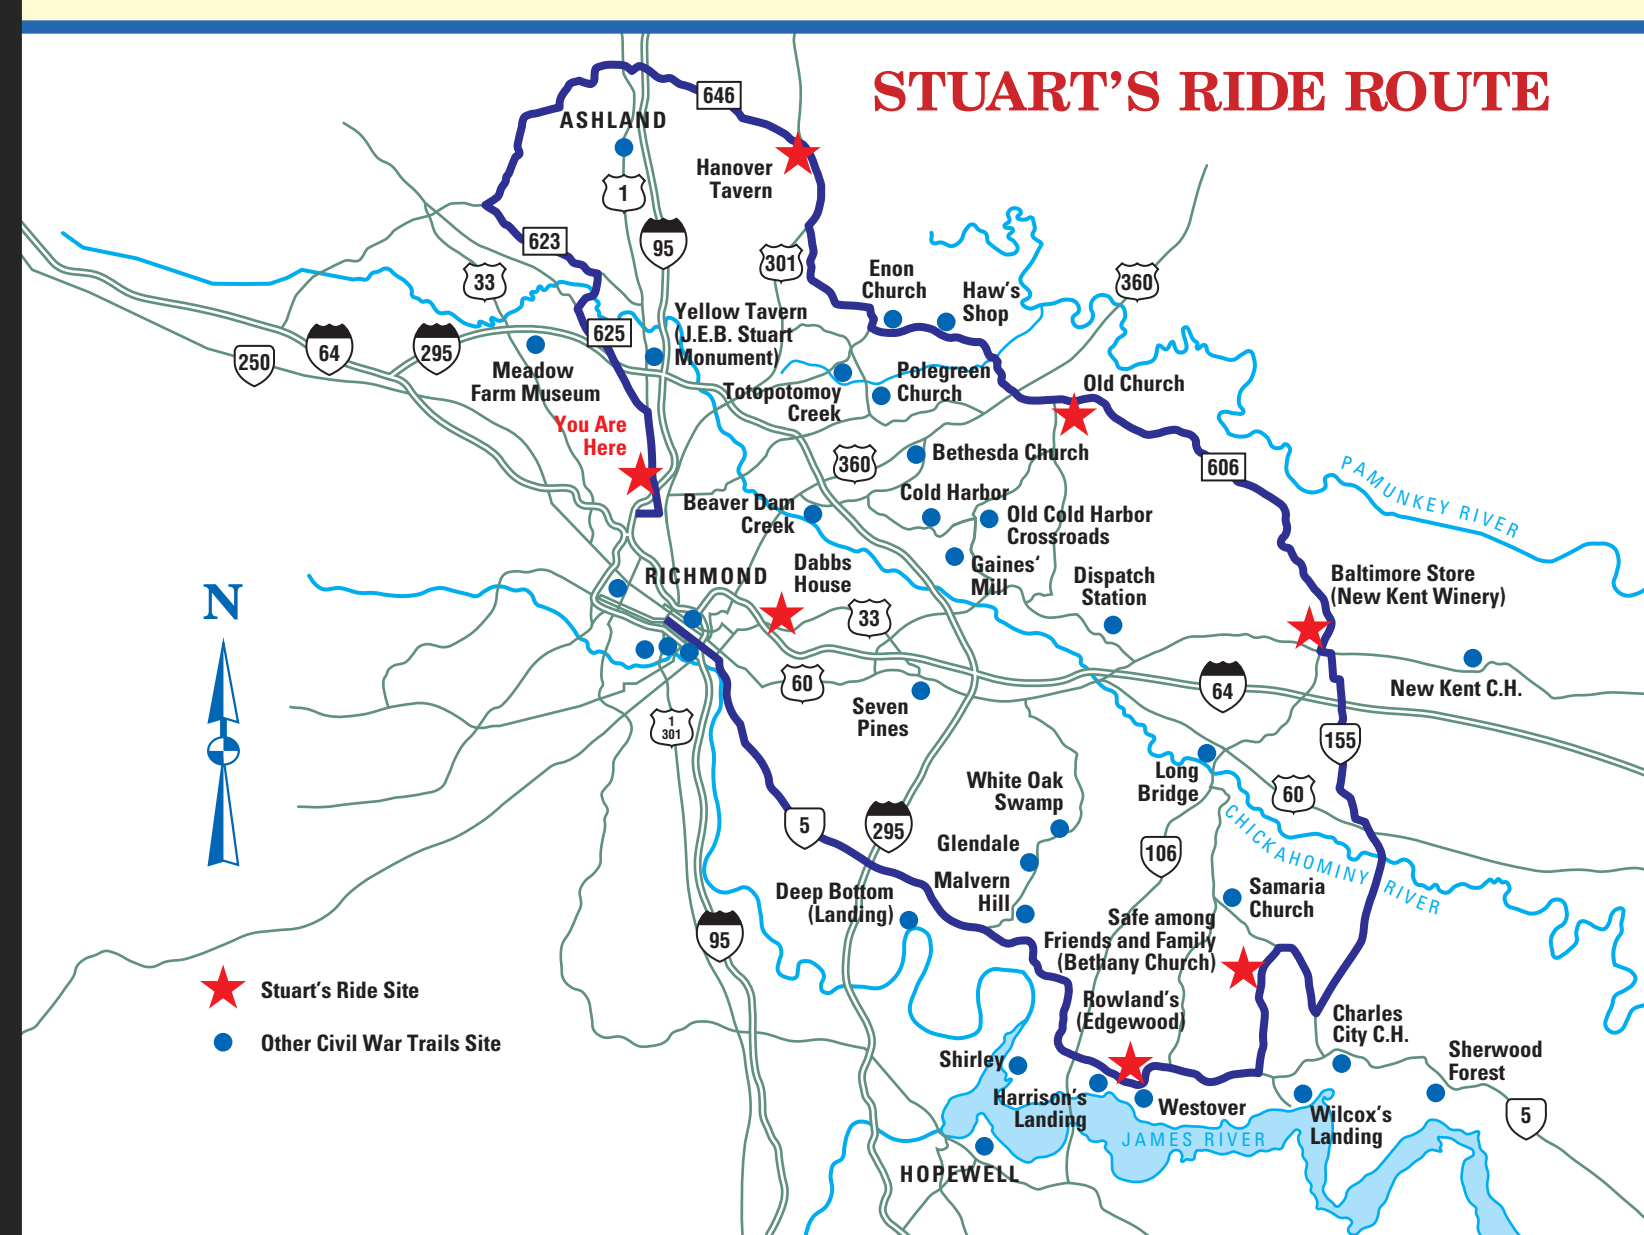 STUART'S RIDE ROUTE
646
ASHLAND
Hanover
Tavern
1
623
95
301
33
Enon
Church
Haw's
Shop
360
Yellow Tavern
(J.E.B. Stuart
Monument)
625
64
295
250
Meadow
Farm Museum
Totopotomoy
Creek
Polegreen
Church
Old Church
You Are
Here
360
Bethesda Church
606
PAMUNKEY RIVER
Cold Harbor
Beaver Dam
Creek
Old Cold Harbor
Crossroads
Gaines‘
Mill
RICHMOND
Dabbs
House
33
Dispatch
Station
Baltimore Store
(New Kent Winery)
N
60
Seven
Pines
64
New Kent C.H.
1
301
155
Long
Bridge
60
White Oak
Swamp
5
295
Glendale
106
CHICKAHOMINY RIVER
Malvern
Hill
Deep Bottom
(Landing)
Samaria
Church
95
Safe among
Friends and Family
(Bethany Church)
Stuart's Ride Site
Rowland's
(Edgewood)
Charles
City C.H.
Other Civil War Trails Site
Shirley
Sherwood
Forest
Harrison's
Landing
Westover
Wilcox's
Landing
5
JAMES RIVER
HOPEWELL